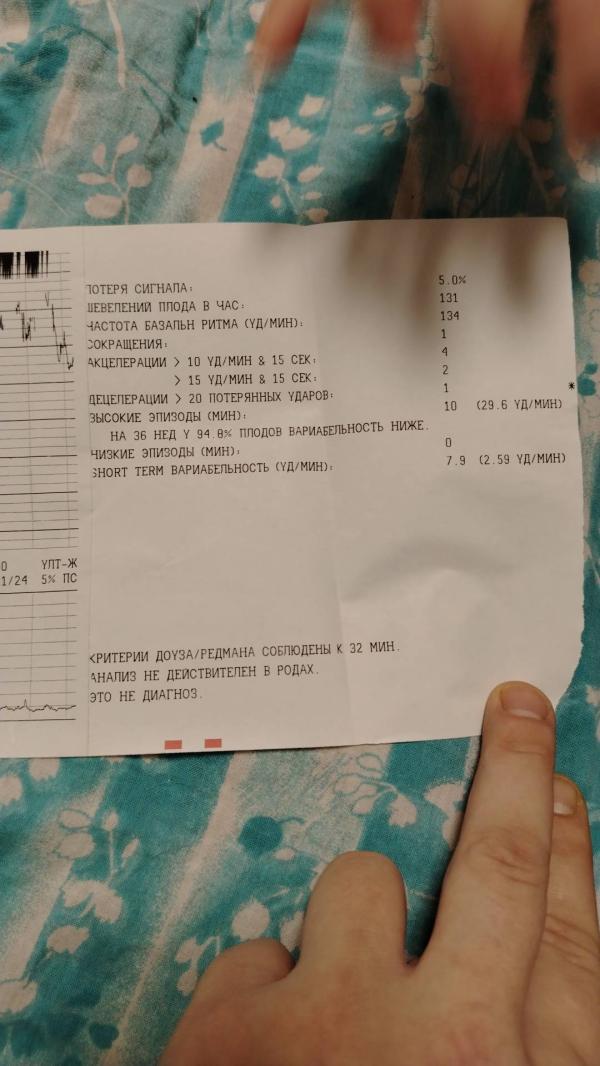 ПОТЕРЯ СИГНАЛА: 5.0%
ШЕВЕЛЕНИЙ ПЛОДА В ЧАС: 131
ЧАСТОТА БАЗАЛЬН РИТМА (УД/МИН): 134
СОКРАЩЕНИЯ: 1
АКЦЕЛЕРАЦИИ > 10 УД/МИН & 15 СЕК: 4
> 15 УД/МИН & 15 СЕК: 2
ДЕЦЕЛЕРАЦИИ > 20 ПОТЕРЯННЫХ УДАРОВ: 1 *
ВЫСОКИЕ ЭПИЗОДЫ (МИН): 10 (29.6 УД/МИН)
НА 36 НЕД У 94.8% ПЛОДОВ ВАРИАБЕЛЬНОСТЬ НИЖЕ.
НИЗКИЕ ЭПИЗОДЫ (МИН): 0
SHORT TERM ВАРИАБЕЛЬНОСТЬ (УД/МИН): 7.9 (2.59 УД/МИН)
0 УЛТ-Ж
1/24 5% ПС
КРИТЕРИИ ДОУЗА/РЕДМАНА СОБЛЮДЕНЫ К 32 МИН.
АНАЛИЗ НЕ ДЕЙСТВИТЕЛЕН В РОДАХ.
ЭТО НЕ ДИАГНОЗ.